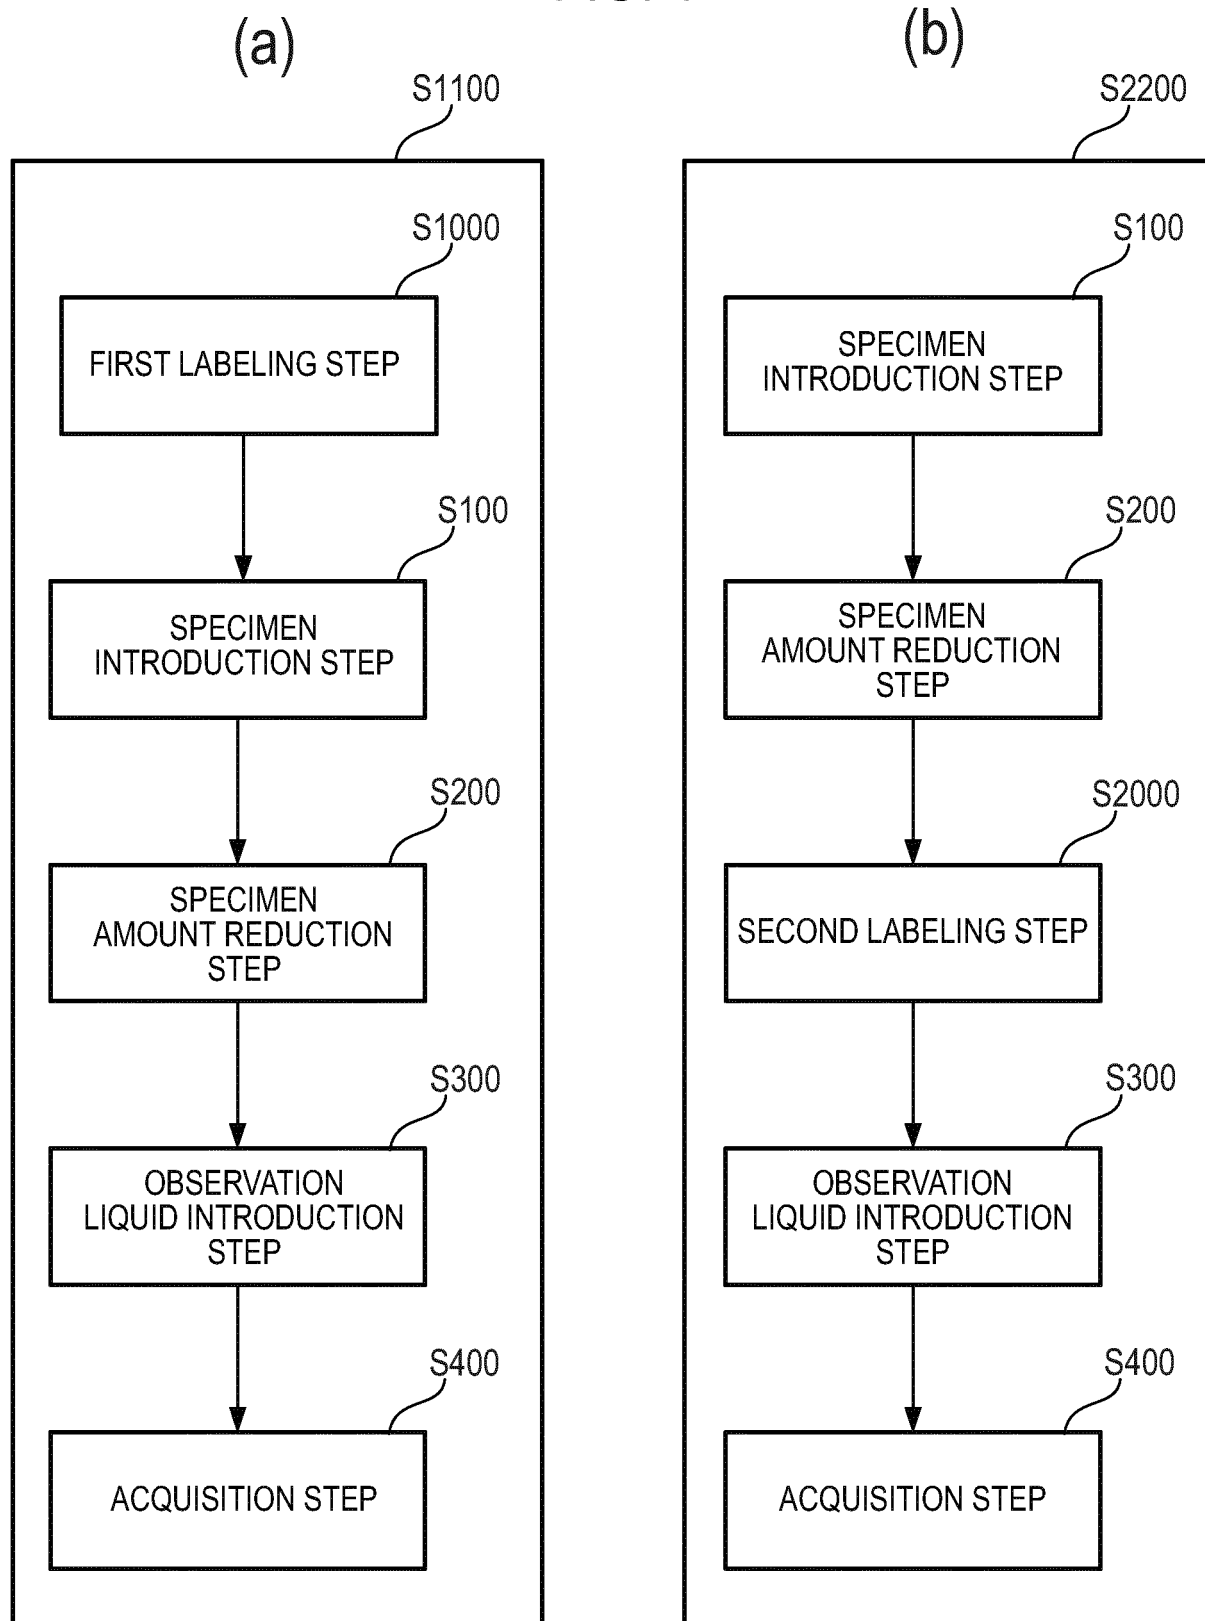 (a)
S1100
S1000
FIRST LABELING STEP
S100
SPECIMEN
INTRODUCTION STEP
S200
SPECIMEN
AMOUNT REDUCTION
STEP
S300
OBSERVATION
LIQUID INTRODUCTION
STEP
S400
ACQUISITION STEP
(b)
S2200
S100
SPECIMEN
INTRODUCTION STEP
S200
SPECIMEN
AMOUNT REDUCTION
STEP
S2000
SECOND LABELING STEP
S300
OBSERVATION
LIQUID INTRODUCTION
STEP
S400
ACQUISITION STEP